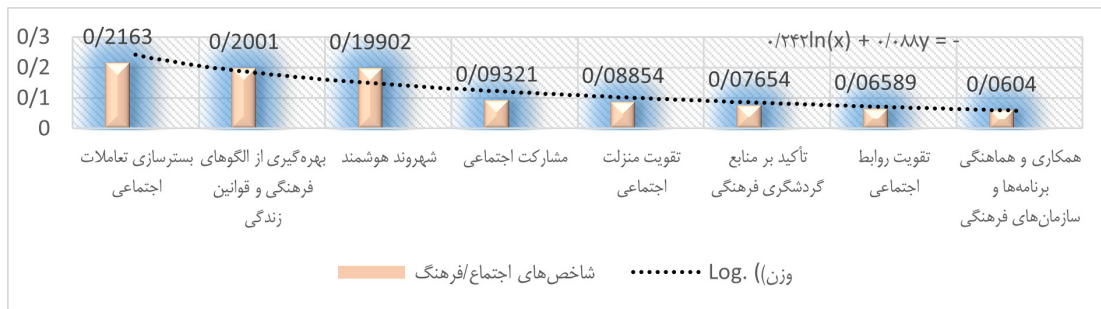 0/3
0/2
0/1
0
0/2163
0/2001
0/19902
0/09321
0/08854
0/07654
0/06589
0/0604
۰/۲۴۲ln(x) + ۰/۰۸۸y = -
بسترسازی تعاملات
اجتماعی
بهره‌گیری از الگوهای
فرهنگی و قوانین
زندگی
شهروند هوشمند
مشارکت اجتماعی
تقویت منزلت
اجتماعی
تأکید بر منابع
گردشگری فرهنگی
تقویت روابط
اجتماعی
همکاری و هماهنگی
برنامه‌ها و
سازمان‌های فرهنگی
شاخص‌های اجتماع/فرهنگ
Log. ((وزن